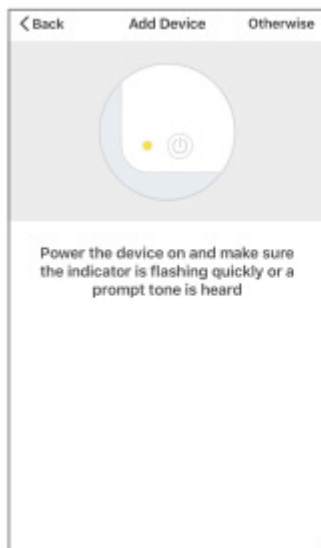 < Back Add Device Otherwise
Power the device on and make sure
the indicator is flashing quickly or a
prompt tone is heard